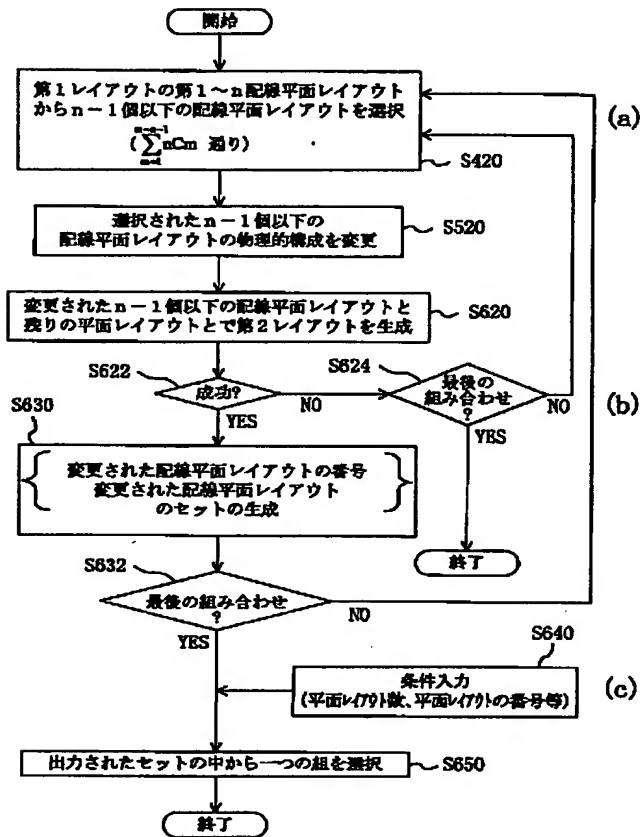 開始
第1レイアウトの第1～n配線平面レイアウト
からn－1個以下の配線平面レイアウトを選択
(a)
(∑ nCm 通り)
m=n-1
m=1
S420
選択されたn－1個以下の
配線平面レイアウトの物理的構成を変更
S520
変更されたn－1個以下の配線平面レイアウトと
残りの平面レイアウトとで第2レイアウトを生成
S620
S622
成功?
NO
YES
S624
最後の
組み合わせ
?
NO
YES
(b)
S630
変更された配線平面レイアウトの番号
変更された配線平面レイアウト
のセットの生成
終了
S632
最後の組み合わせ
?
NO
YES
S640
条件入力
(平面レイアウト数、平面レイアウトの番号等)
(c)
出力されたセットの中から一つの組を選択
S650
終了